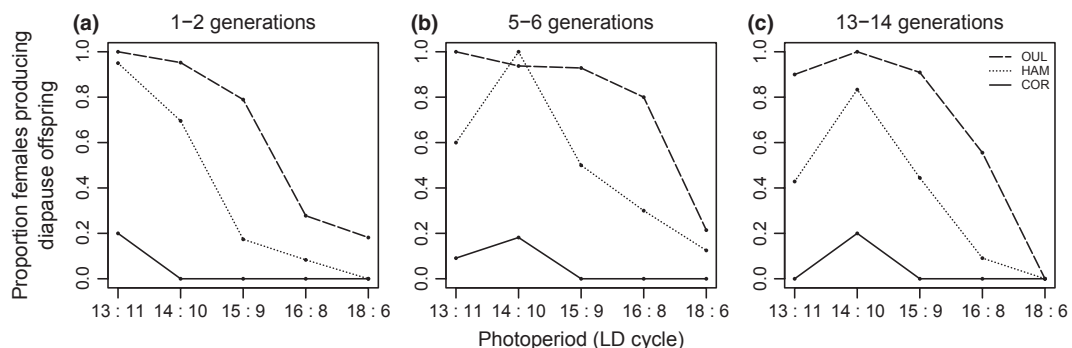 (a) 1−2 generations
(b) 5−6 generations
(c) 13−14 generations
Proportion females producing
diapause offspring
0.0 0.2 0.4 0.6 0.8 1.0
13 : 11 14 : 10 15 : 9 16 : 8 18 : 6
0.0 0.2 0.4 0.6 0.8 1.0
13 : 11 14 : 10 15 : 9 16 : 8 18 : 6
0.0 0.2 0.4 0.6 0.8 1.0
OUL
HAM
COR
13 : 11 14 : 10 15 : 9 16 : 8 18 : 6
Photoperiod (LD cycle)